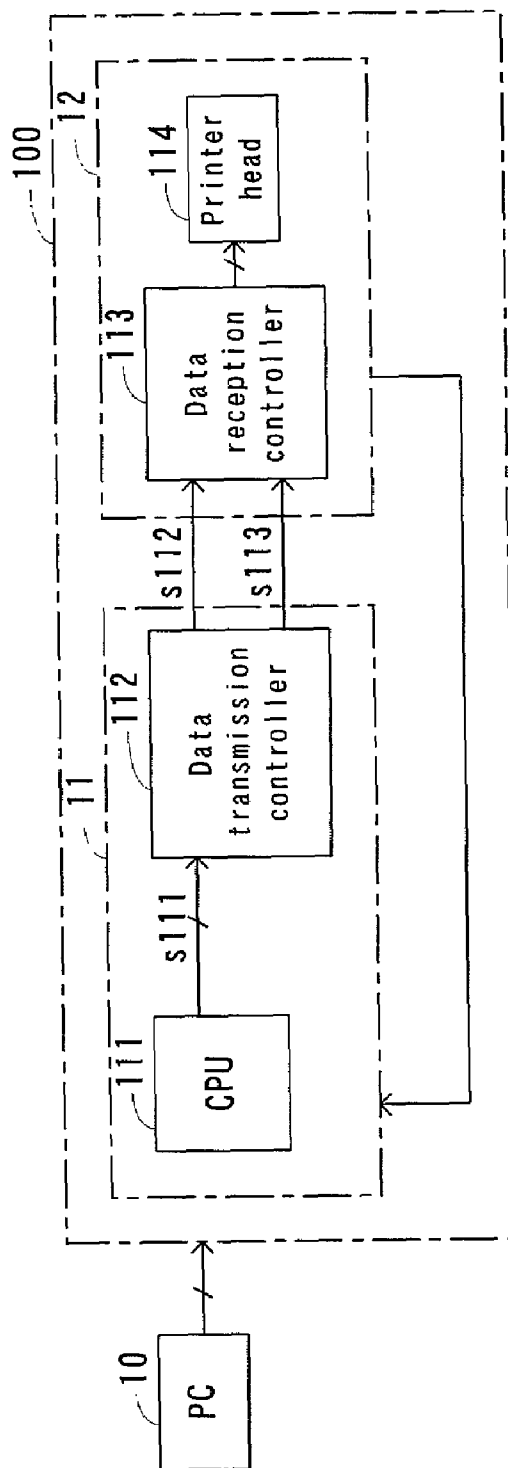 100
11
12
10
PC
111
CPU
s111
112
Data
transmission
controller
s112
s113
113
Data
reception
controller
114
Printer
head